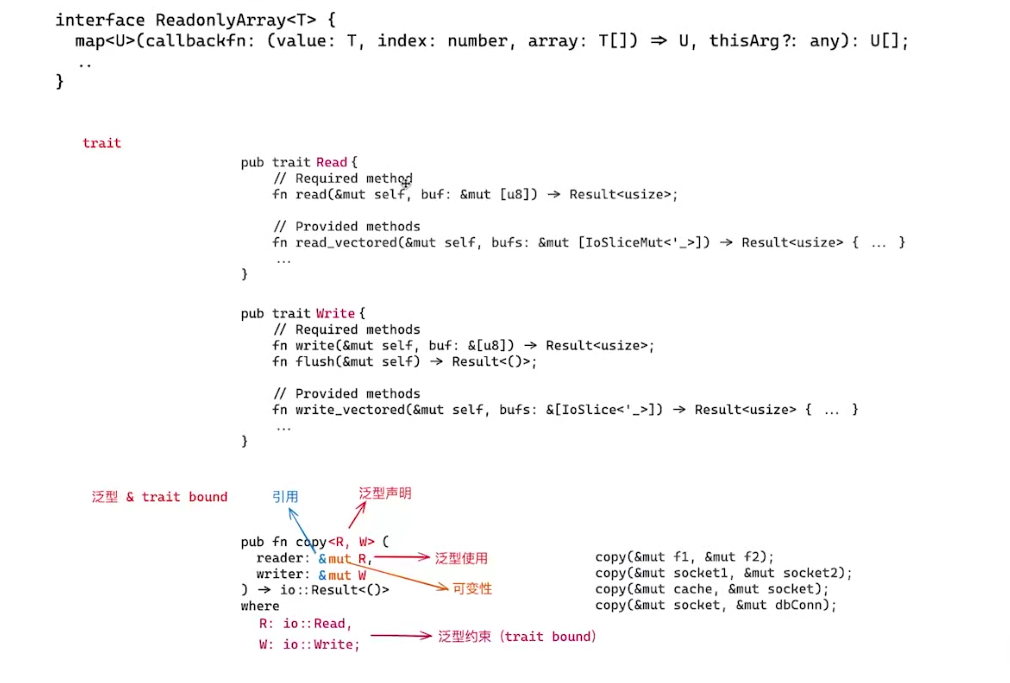 interface ReadonlyArray<T> {
map<U>(callbackfn: (value: T, index: number, array: T[]) ⇒ U, thisArg?: any): U[];
..
}
trait
pub trait Read {
// Required method
fn read(&mut self, buf: &mut [u8]) → Result<usize>;
// Provided methods
fn read_vectored(&mut self, bufs: &mut [IoSliceMut<'_>]) → Result<usize> { ... }
...
}
pub trait Write {
// Required methods
fn write(&mut self, buf: &[u8]) → Result<usize>;
fn flush(&mut self) → Result<()>;
// Provided methods
fn write_vectored(&mut self, bufs: &[IoSlice<'_>]) → Result<usize> { ... }
...
}
泛型 & trait bound
引用
泛型声明
pub fn copy<R, W> (
reader: &mut R,
泛型使用
writer: &mut W
可变性
) → io::Result<()>
where
R: io::Read,
W: io::Write;
泛型约束（trait bound）
copy(&mut f1, &mut f2);
copy(&mut socket1, &mut socket2);
copy(&mut cache, &mut socket);
copy(&mut socket, &mut dbConn);